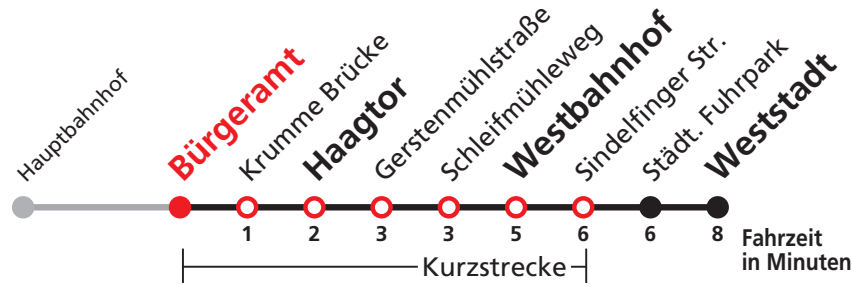 Hauptbahnhof
Bürgeramt
Krumme Brücke
Haagtor
Gerstenmühlstraße
Schleifmühleweg
Westbahnhof
Sindelfinger Str.
Städt. Fuhrpark
Weststadt
1 2 3 3 5 6 6 8 Fahrzeit
in Minuten
Kurzstrecke